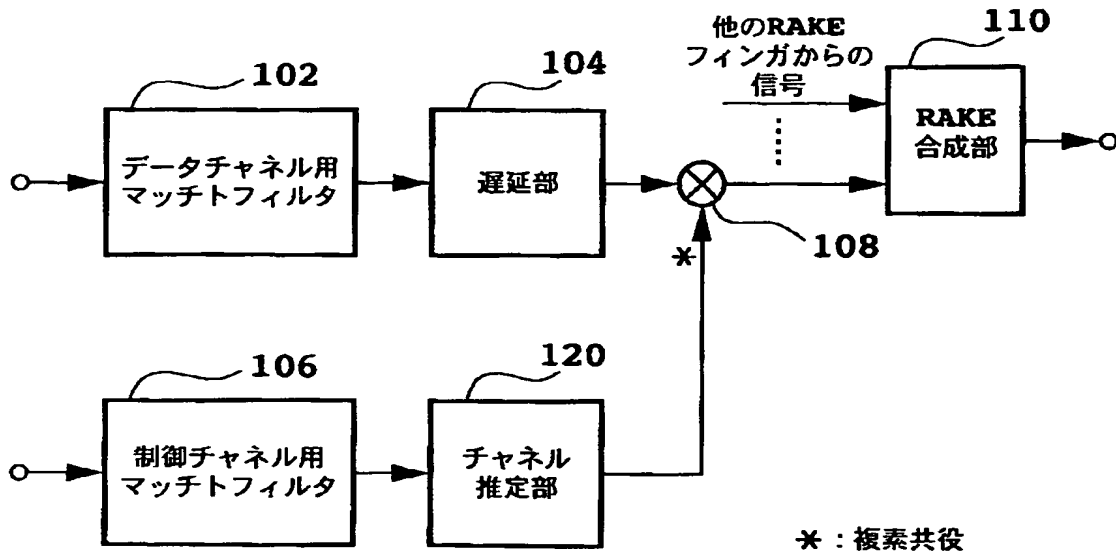 他のRAKE
フィンガからの
信号
110
102
104
RAKE
合成部
データチャネル用
マッチトフィルタ
遅延部
108
*
106
120
制御チャネル用
マッチトフィルタ
チャネル
推定部
* : 複素共役